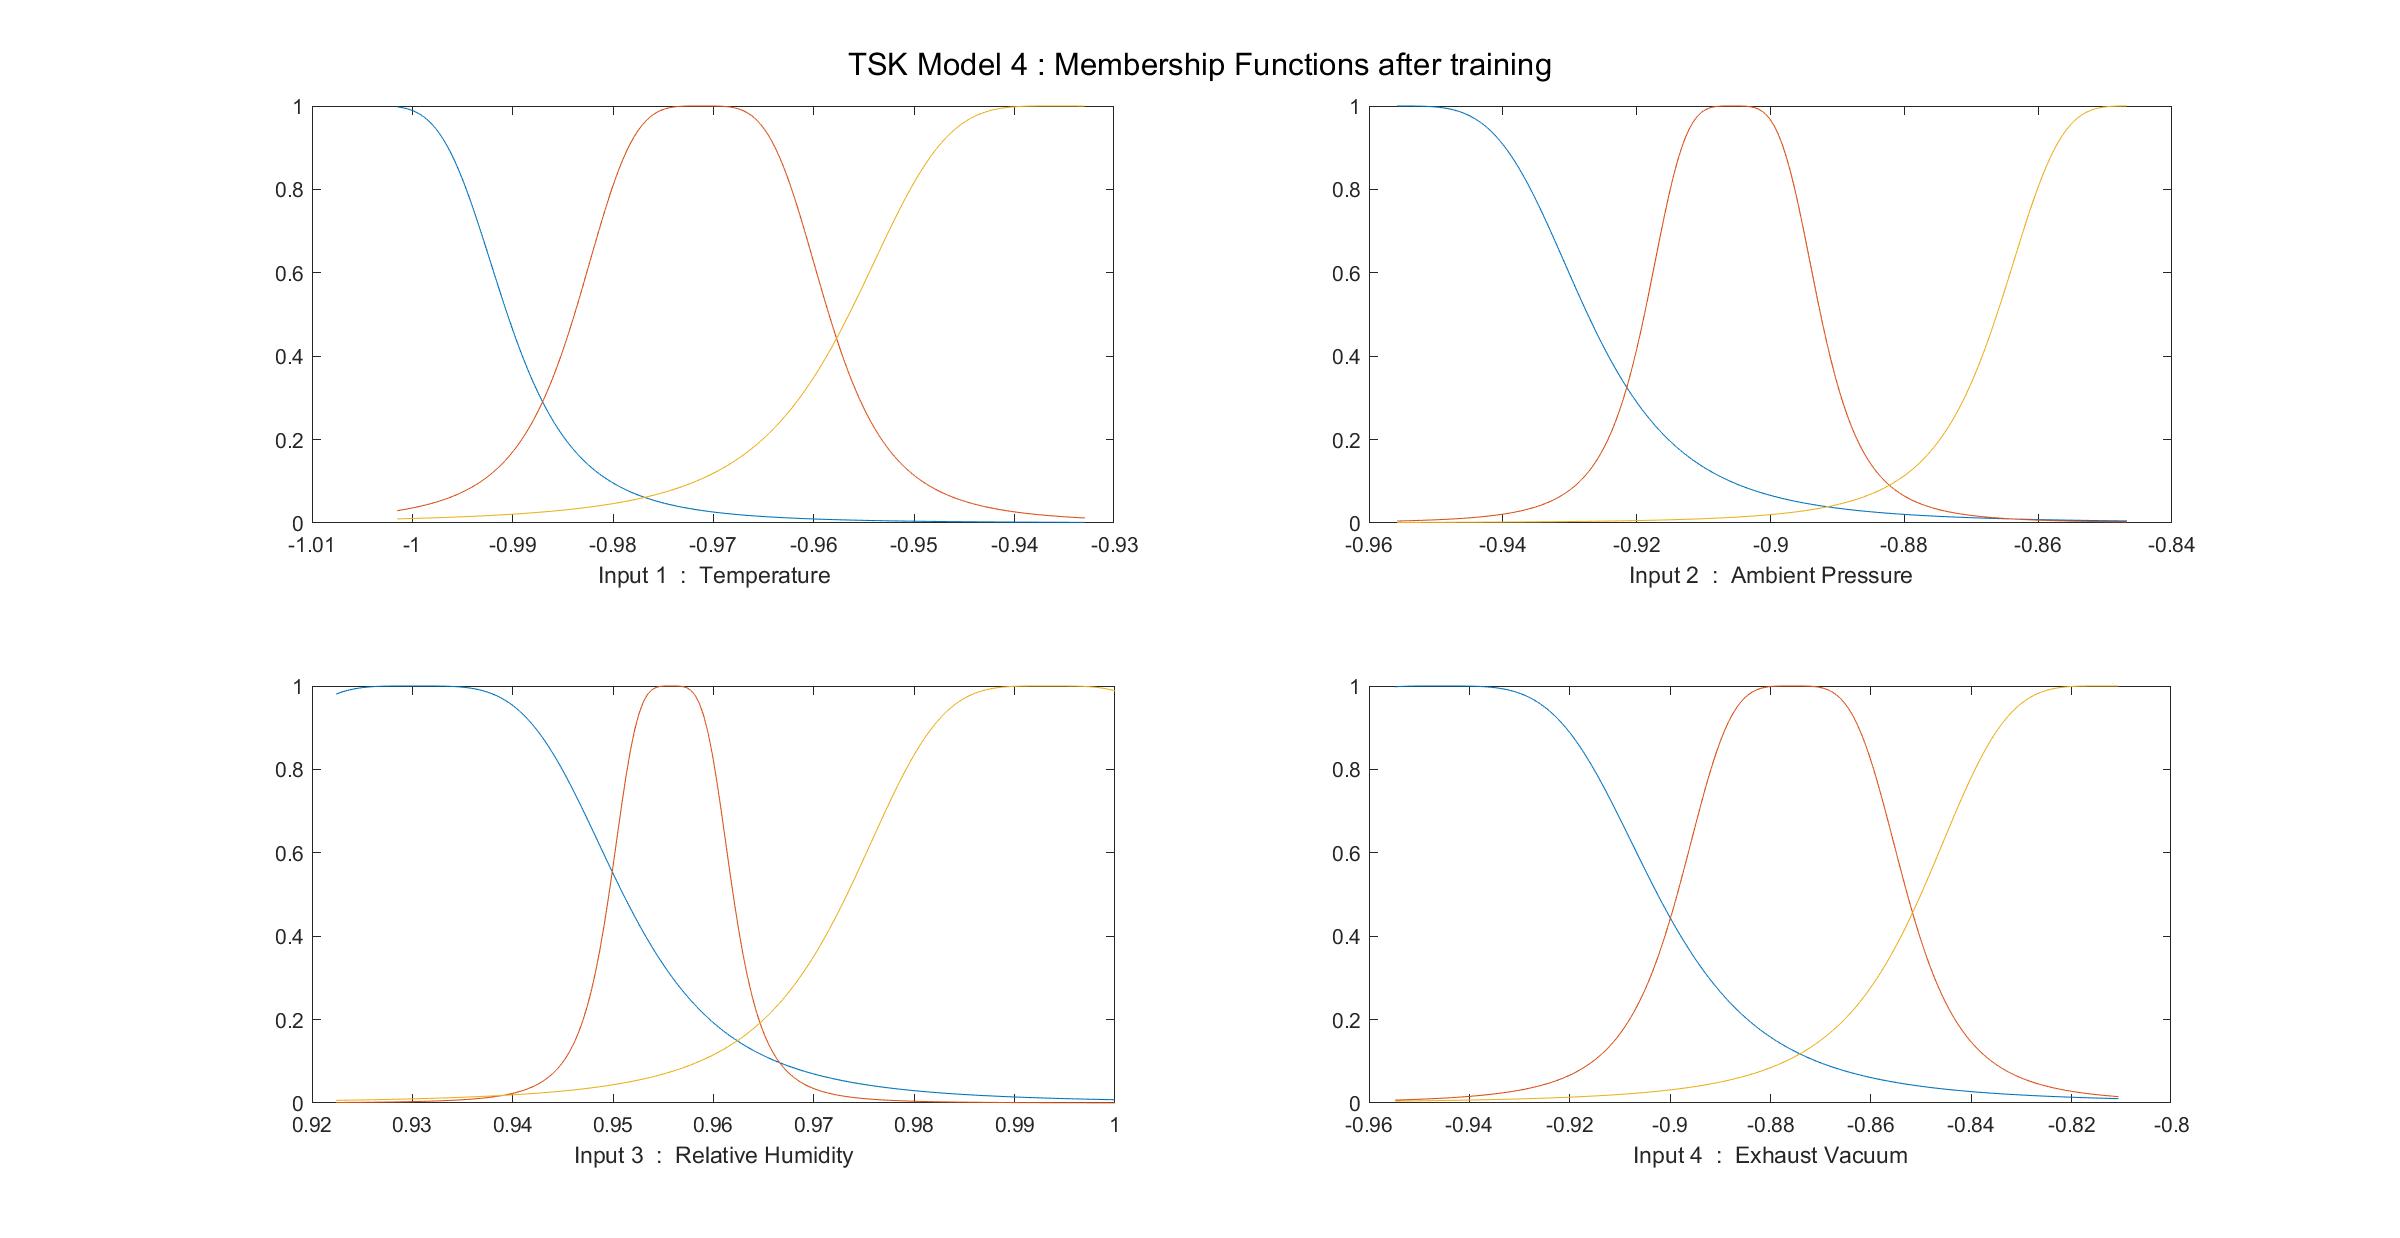 TSK Model 4 : Membership Functions after training
1
0.8
0.6
0.4
0.2
0
-1.01 -1 -0.99 -0.98 -0.97 -0.96 -0.95 -0.94 -0.93
Input 1 : Temperature
1
0.8
0.6
0.4
0.2
0
-0.96 -0.94 -0.92 -0.9 -0.88 -0.86 -0.84
Input 2 : Ambient Pressure
1
0.8
0.6
0.4
0.2
0
0.92 0.93 0.94 0.95 0.96 0.97 0.98 0.99 1
Input 3 : Relative Humidity
1
0.8
0.6
0.4
0.2
0
-0.96 -0.94 -0.92 -0.9 -0.88 -0.86 -0.84 -0.82 -0.8
Input 4 : Exhaust Vacuum